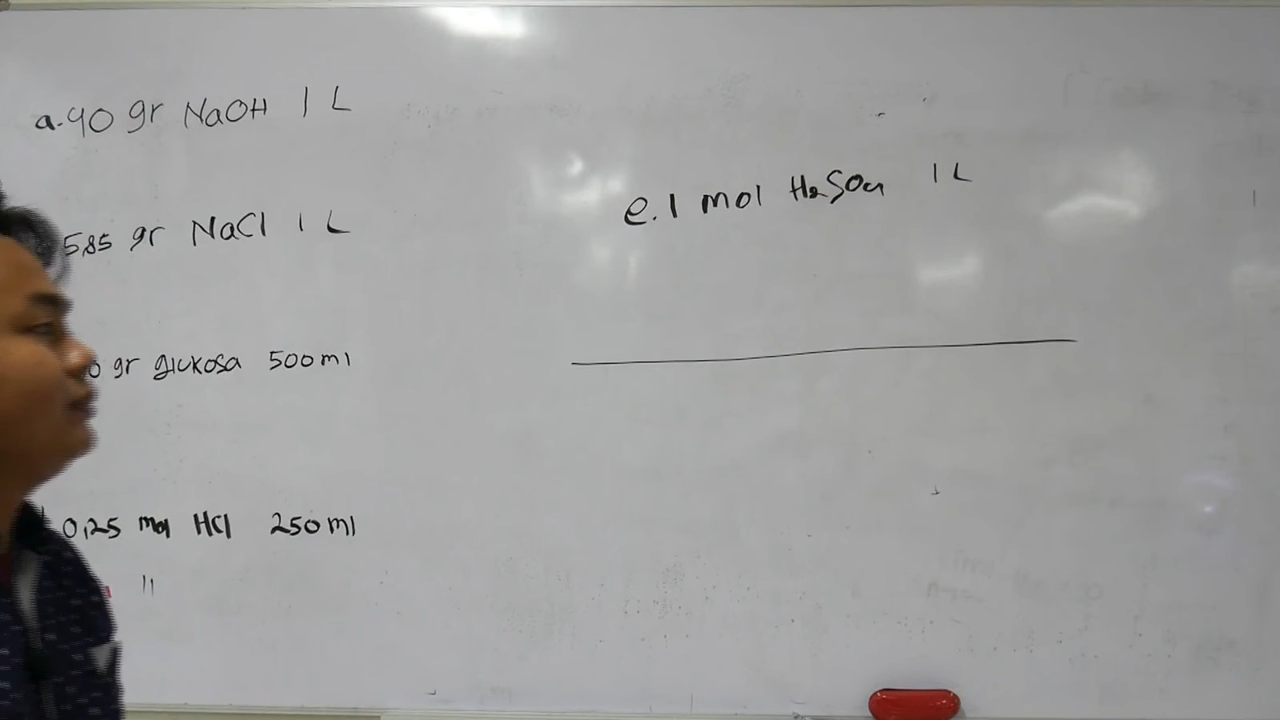 a. 40 gr NaOH 1 L
5,85 gr NaCl 1 L
gr glukosa 500 ml
0,25 mol HCl 250 ml
"
e. 1 mol H2SO4 1 L